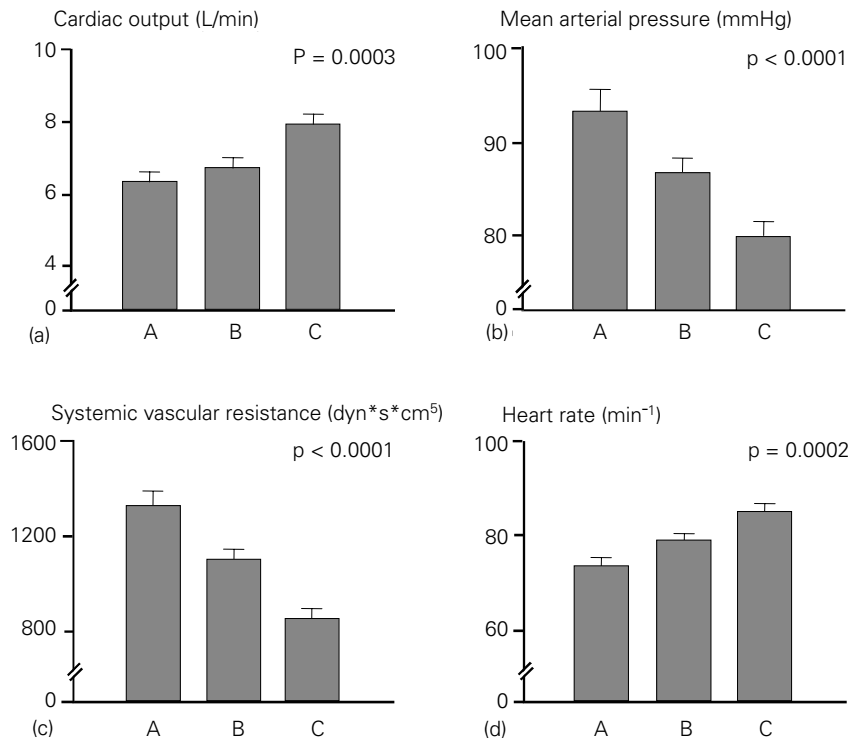 Cardiac output (L/min)
10
P = 0.0003
8
6
4
0
(a)
A B C
Mean arterial pressure (mmHg)
100
p < 0.0001
90
80
0
(b)
A B C
Systemic vascular resistance (dyn*s*cm⁵)
1600
p < 0.0001
1200
800
0
(c)
A B C
Heart rate (min⁻¹)
100
p = 0.0002
80
60
0
(d)
A B C